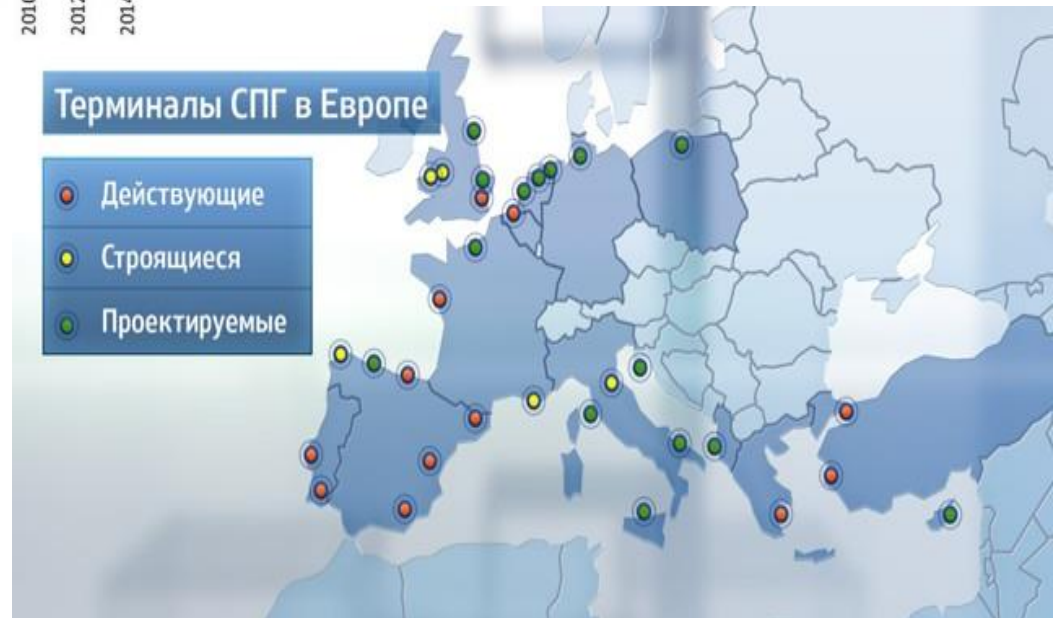 2010
2012
2014
Терминалы СПГ в Европе
Действующие
Строящиеся
Проектируемые